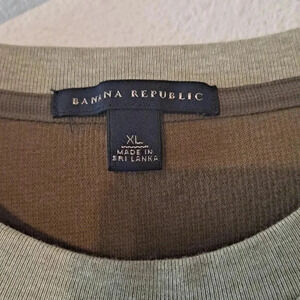 BANANA REPUBLIC
XL
MADE IN
SRI LANKA